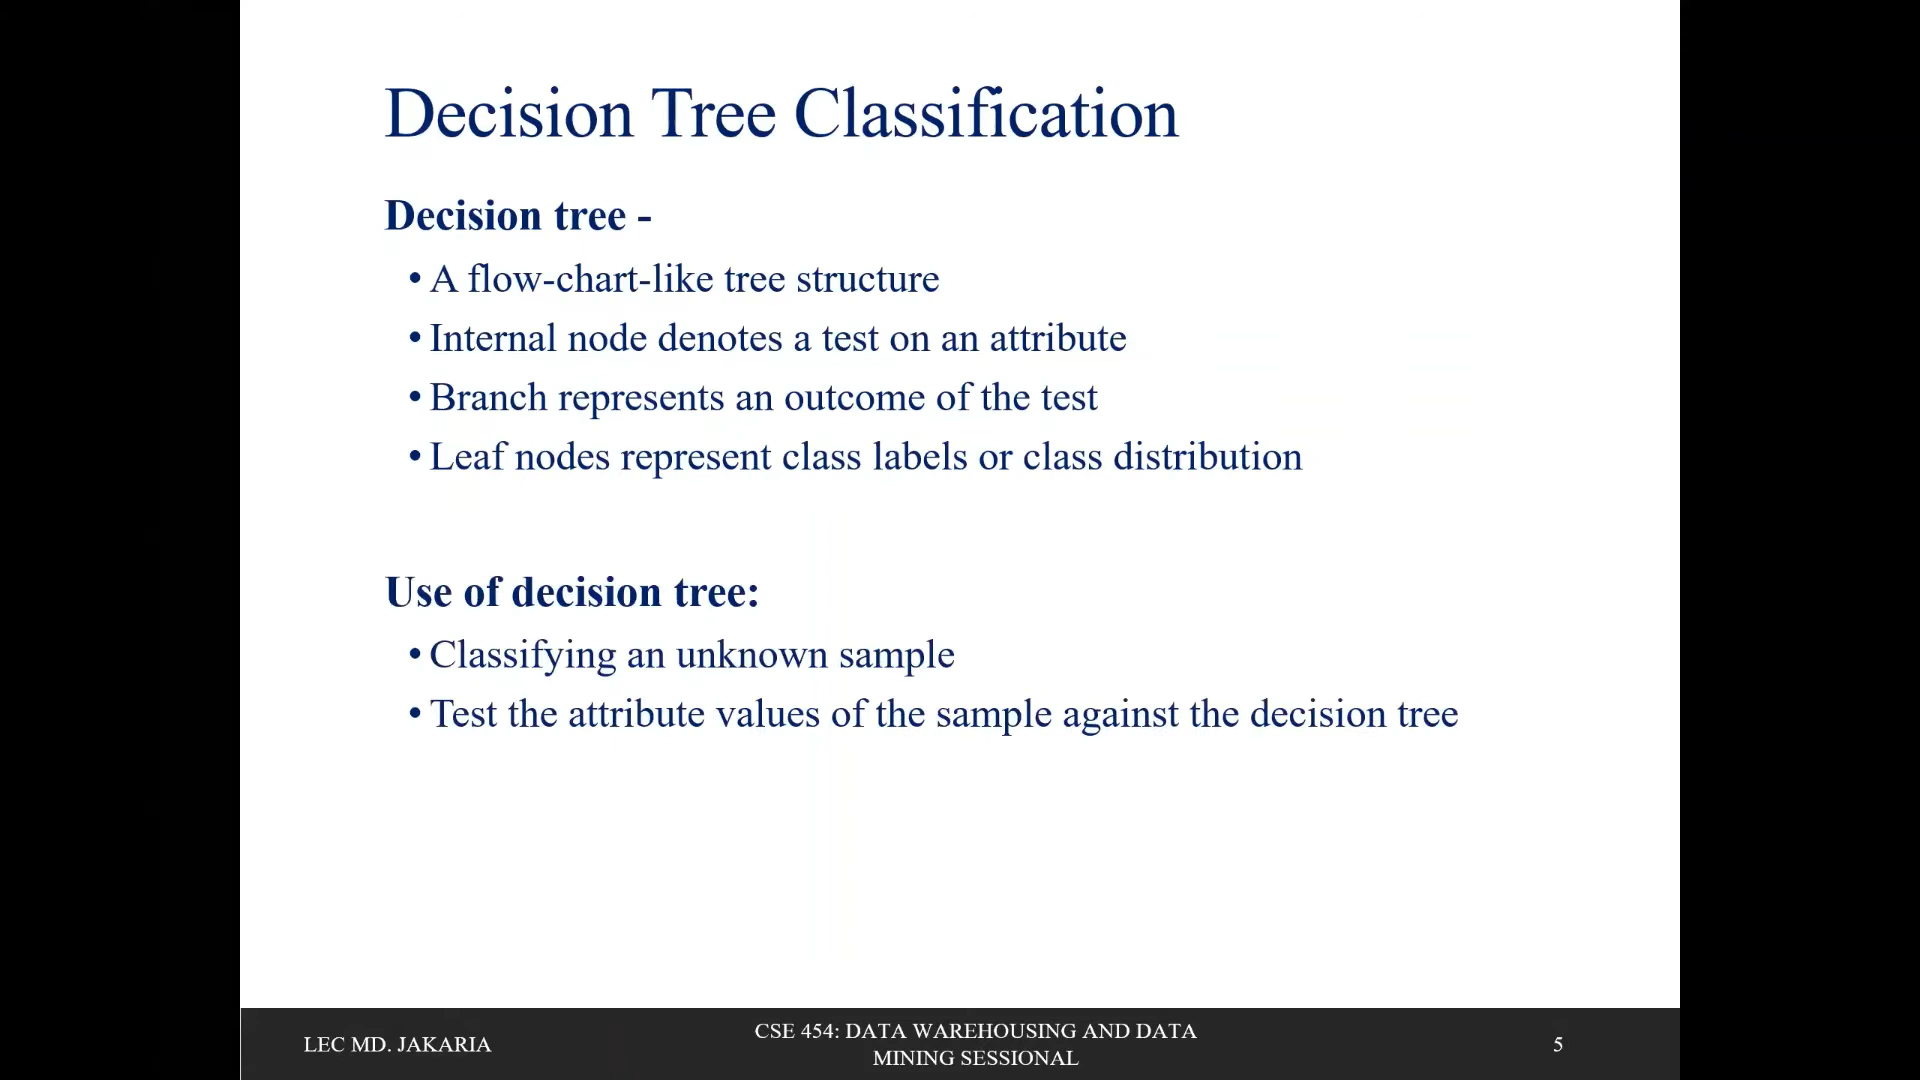 Decision Tree Classification
Decision tree -
• A flow-chart-like tree structure
• Internal node denotes a test on an attribute
• Branch represents an outcome of the test
• Leaf nodes represent class labels or class distribution
Use of decision tree:
• Classifying an unknown sample
• Test the attribute values of the sample against the decision tree
LEC MD. JAKARIA
CSE 454: DATA WAREHOUSING AND DATA
MINING SESSIONAL
5